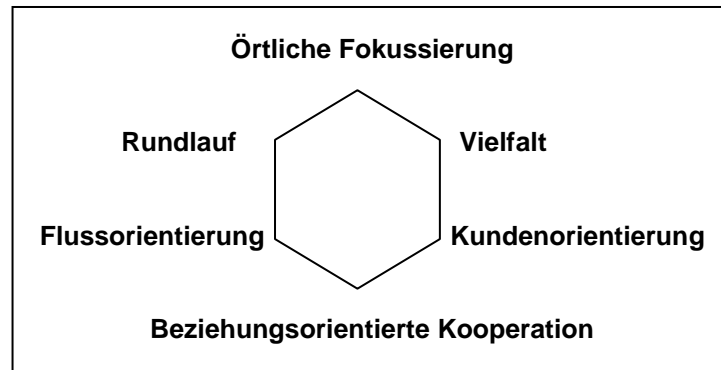 Örtliche Fokussierung
Rundlauf Vielfalt
Flussorientierung Kundenorientierung
Beziehungsorientierte Kooperation